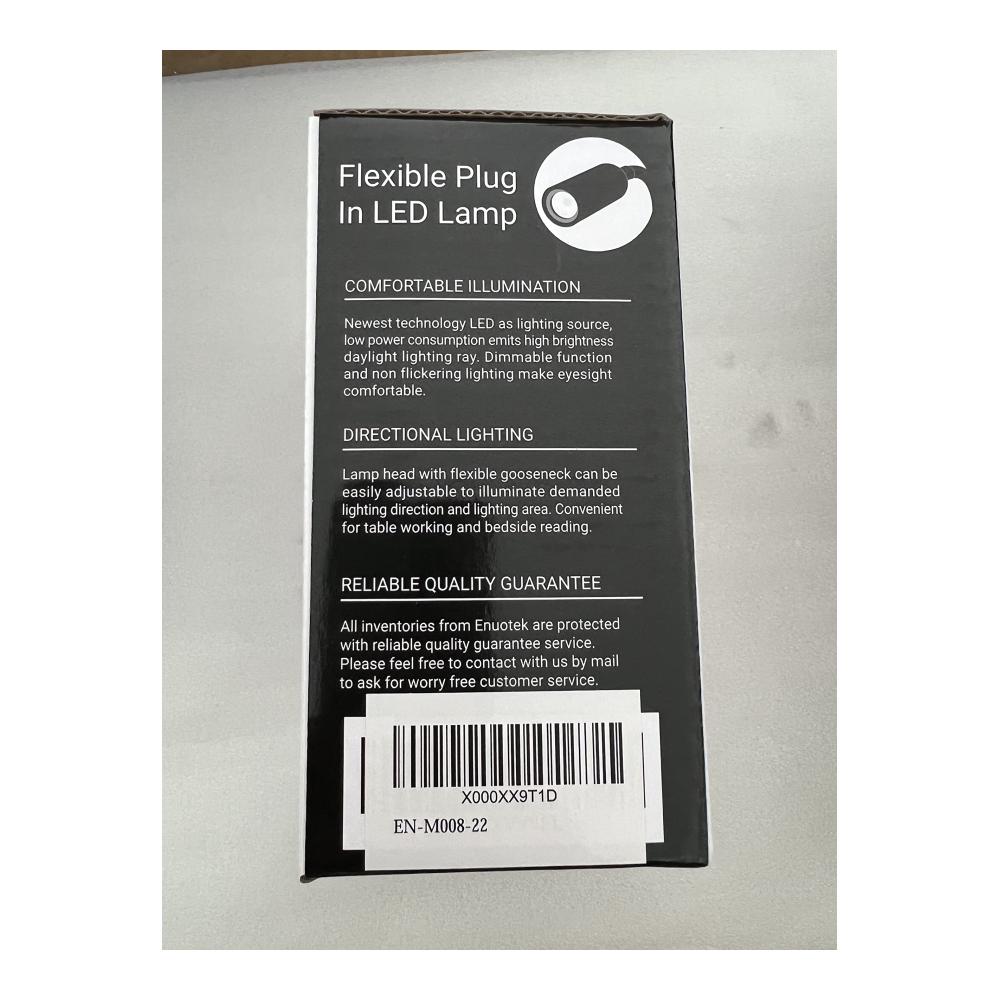 Flexible Plug
In LED Lamp
COMFORTABLE ILLUMINATION
Newest technology LED as lighting source,
low power consumption emits high brightness
daylight lighting ray. Dimmable function
and non flickering lighting make eyesight
comfortable.
DIRECTIONAL LIGHTING
Lamp head with flexible gooseneck can be
easily adjustable to illuminate demanded
lighting direction and lighting area. Convenient
for table working and bedside reading.
RELIABLE QUALITY GUARANTEE
All inventories from Enuotek are protected
with reliable quality guarantee service.
Please feel free to contact with us by mail
to ask for worry free customer service.
X000XX9T1D
EN-M008-22